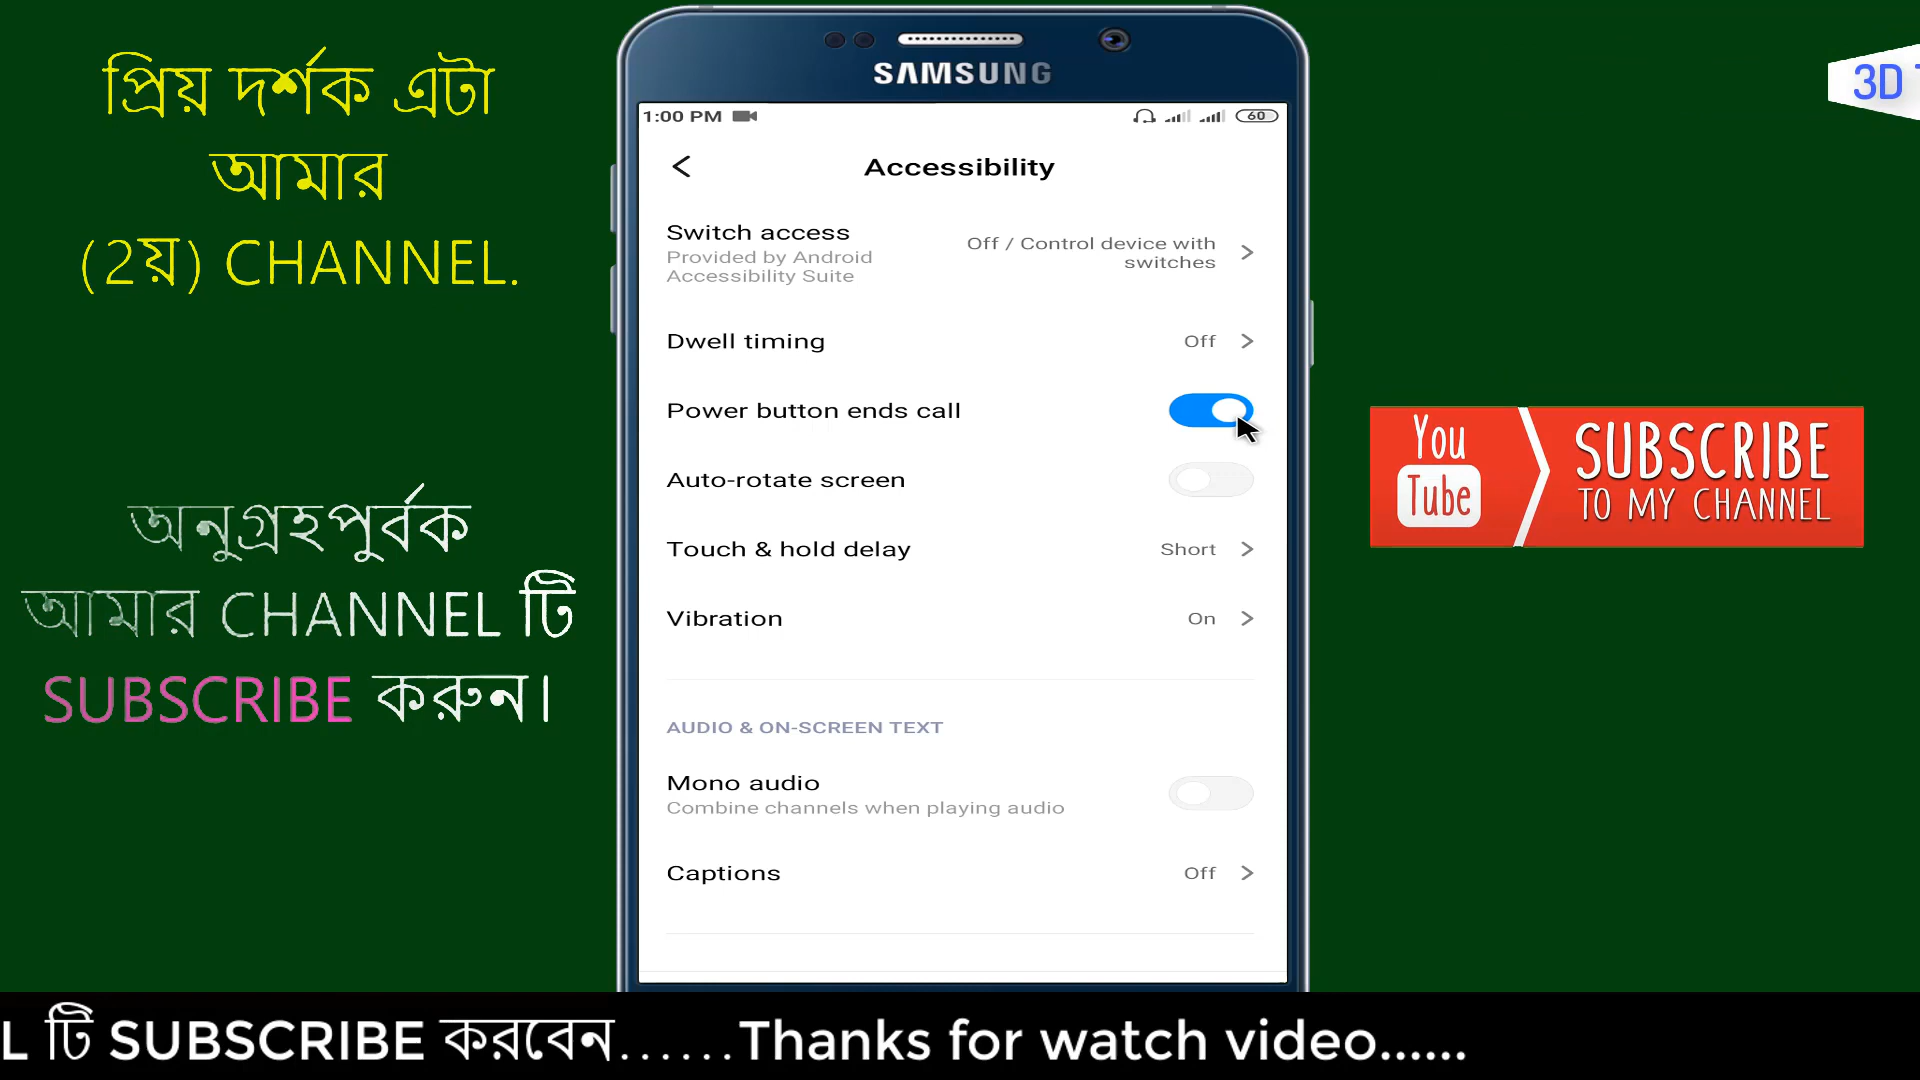 প্রিয় দর্শক এটা
আমার
(2য়) CHANNEL.
অনুগ্রহপুর্বক
আমার CHANNEL টি
SUBSCRIBE করুন।
SAMSUNG
1:00 PM
60
Accessibility
Switch access
Provided by Android
Accessibility Suite
Off / Control device with
switches
Dwell timing
Off
Power button ends call
Auto-rotate screen
Touch & hold delay
Short
Vibration
On
AUDIO & ON-SCREEN TEXT
Mono audio
Combine channels when playing audio
Captions
Off
3D
You
Tube
SUBSCRIBE
TO MY CHANNEL
L টি SUBSCRIBE করবেন......Thanks for watch video......